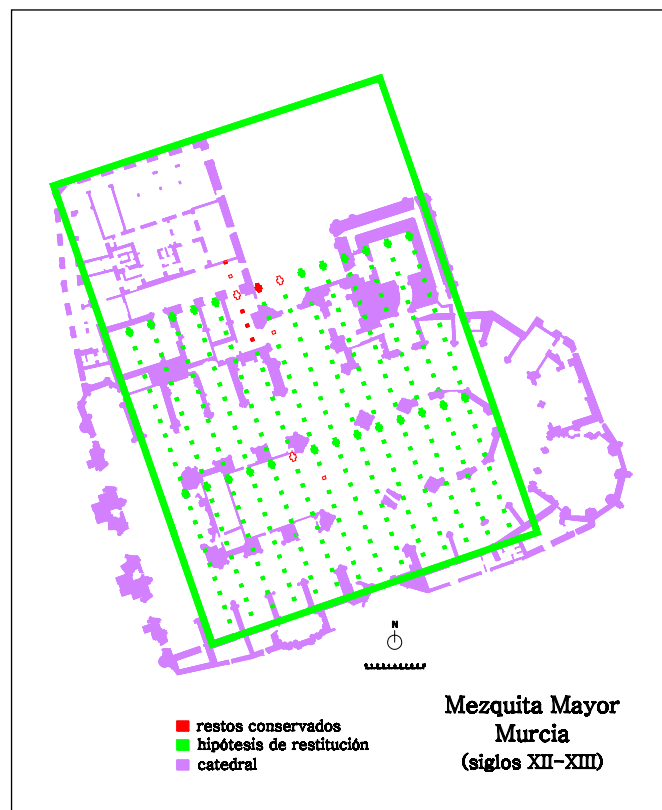 N
restos conservados
hipótesis de restitución
catedral
Mezquita Mayor
Murcia
(siglos XII-XIII)